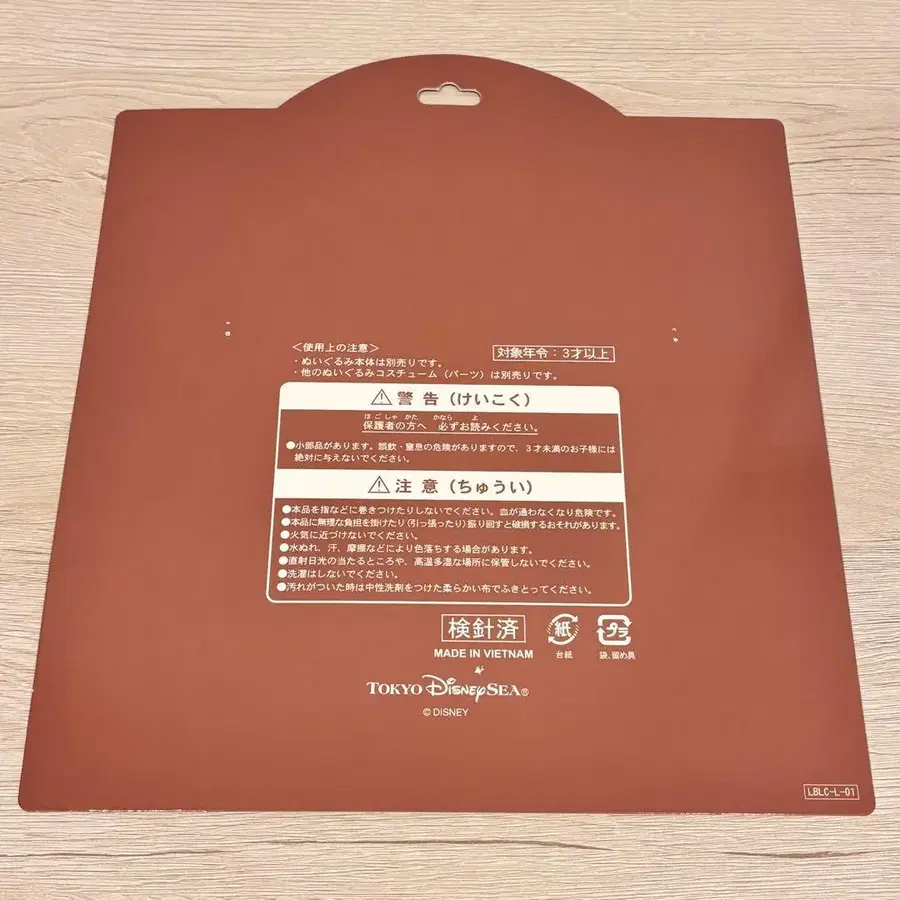 ＜使用上の注意＞
対象年令：3才以上
・ぬいぐるみ本体は別売りです。
・他のぬいぐるみコスチューム（パーツ）は別売りです。
⚠警告（けいこく）
ほごしゃ かた かなら よ
保護者の方へ 必ずお読みください。
●小部品があります。誤飲・窒息の危険がありますので、３才未満のお子様には
絶対に与えないでください。
⚠注意（ちゅうい）
●本品を指などに巻きつけたりしないでください。血が通わなくなり危険です。
●本品に無理な負担を掛けたり（引っ張ったり）振り回すと破損するおそれがあります。
●火気に近づけないでください。
●水ぬれ、汗、摩擦などにより色落ちする場合があります。
●直射日光の当たるところや、高温多湿な場所に保管しないでください。
●洗濯はしないでください。
●汚れがついた時は中性洗剤をつけた柔らかい布でふきとってください。
検針済
紙
プラ
MADE IN VIETNAM
台紙
袋、留め具
TOKYO DISNEYSEA®
© DISNEY
LBLC-L-01